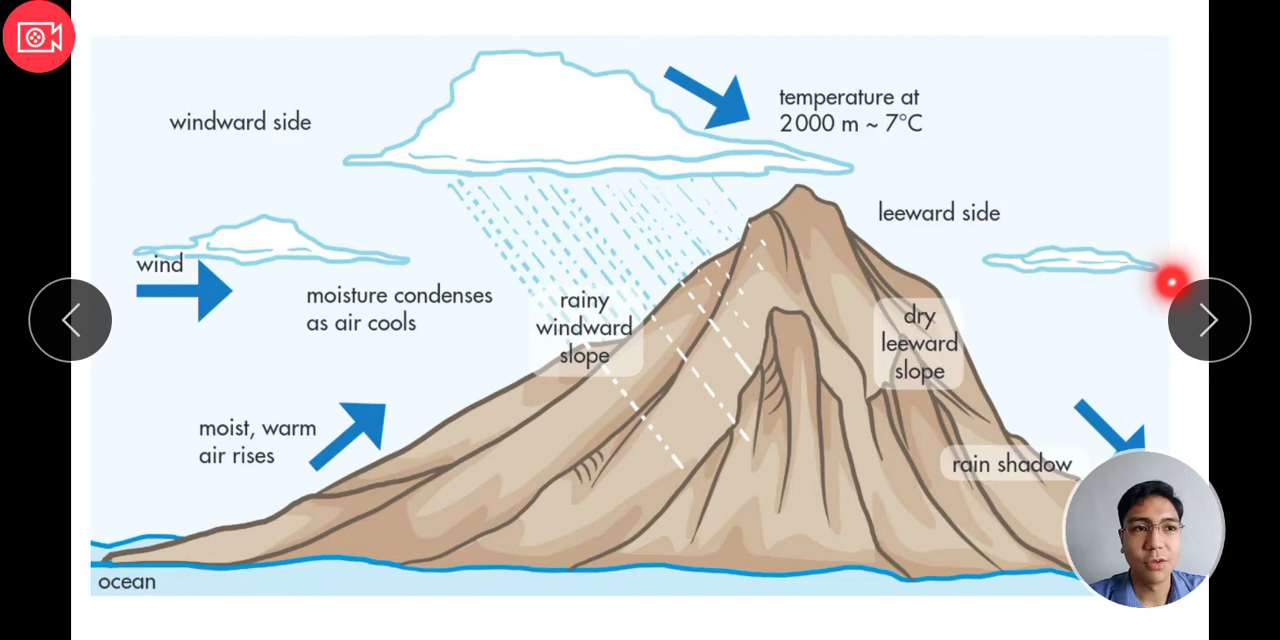 windward side
temperature at
2000 m ~ 7°C
leeward side
wind
moisture condenses
as air cools
rainy
windward
slope
dry
leeward
slope
moist, warm
air rises
rain shadow
ocean